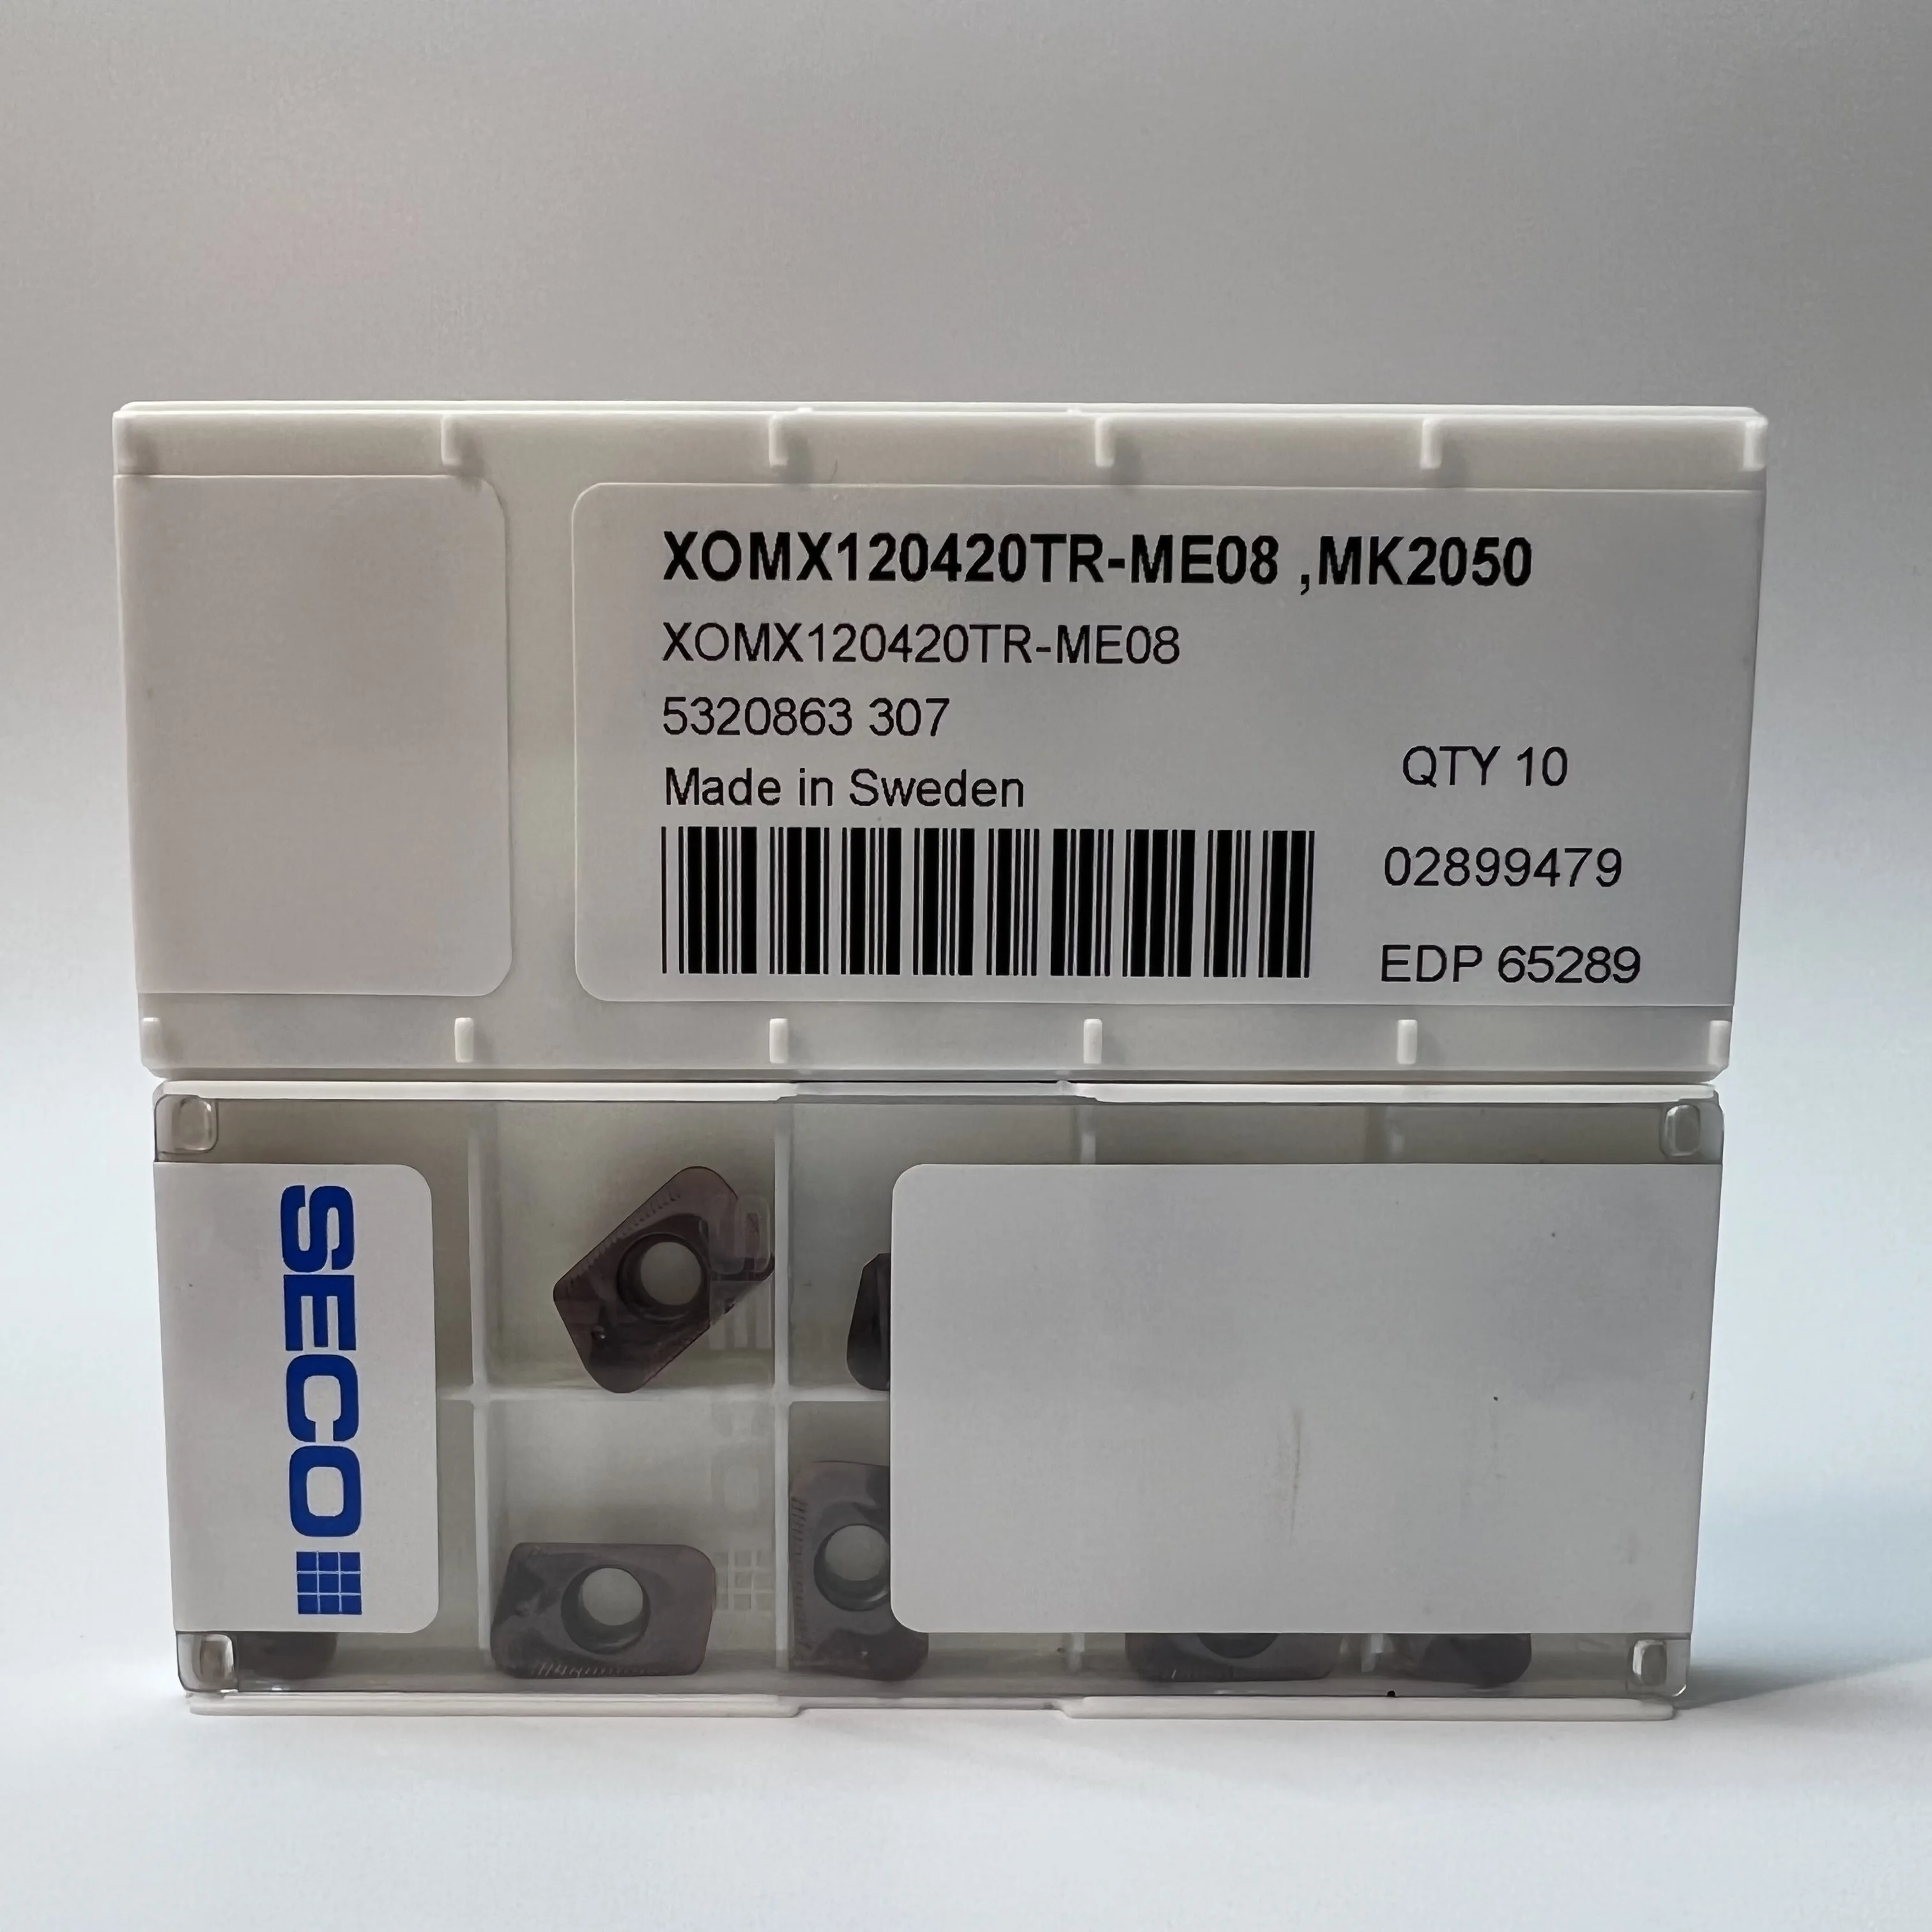 XOMX120420TR-ME08 ,MK2050
XOMX120420TR-ME08
5320863 307
Made in Sweden
QTY 10
02899479
EDP 65289
SECO